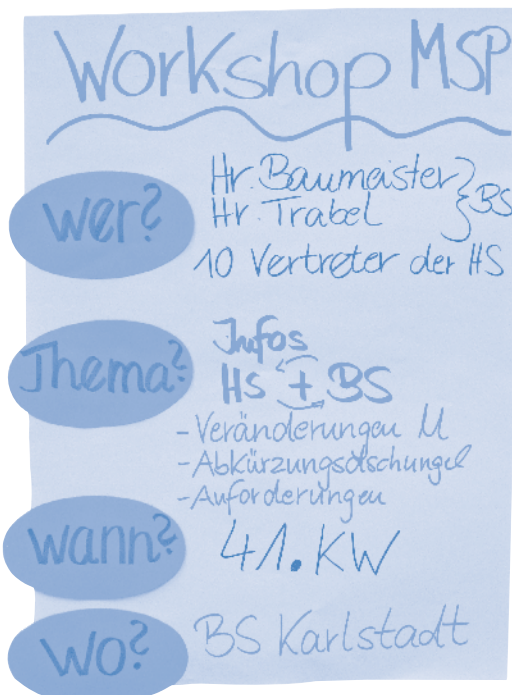 Workshop MSP
Wer?
Hr. Baumeister } BS
Hr. Trabel
10 Vertreter der HS
Thema?
Infos
HS + BS
- Veränderungen M
- Abkürzungsdschungel
- Anforderungen
Wann?
41. KW
Wo?
BS Karlstadt